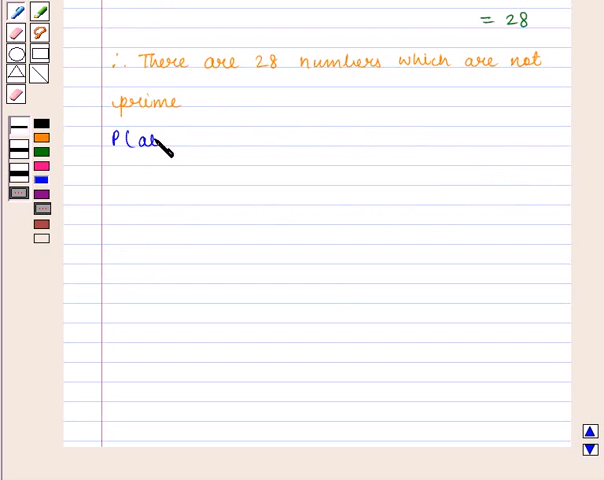 = 28
∴ There are 28 numbers which are not
prime
P(a